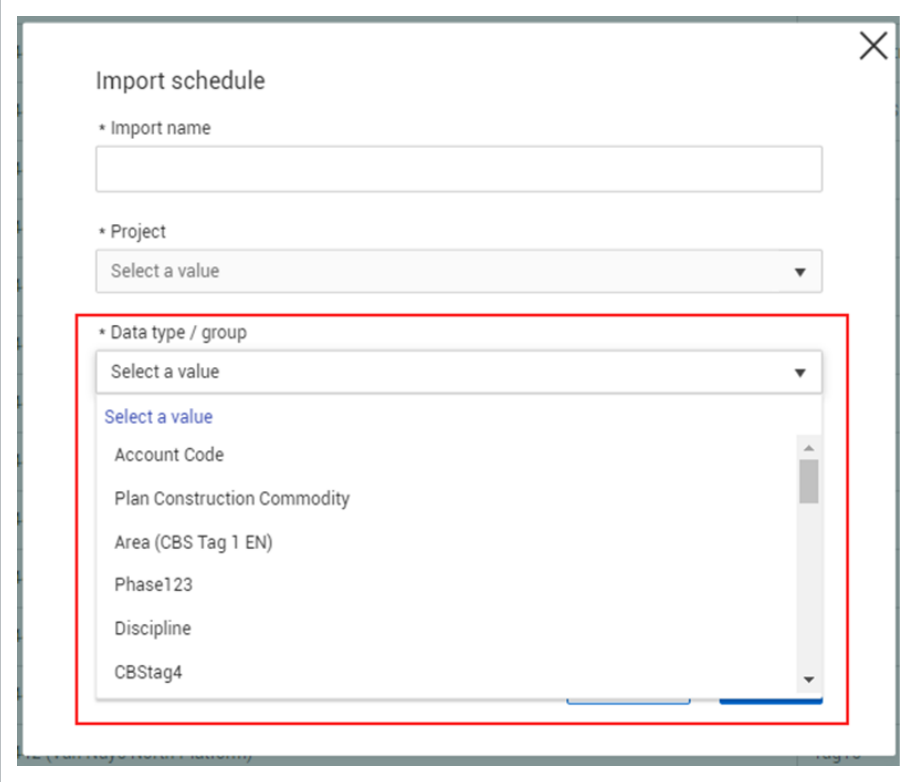 Import schedule
* Import name
* Project
Select a value
* Data type / group
Select a value
Select a value
Account Code
Plan Construction Commodity
Area (CBS Tag 1 EN)
Phase123
Discipline
CBStag4